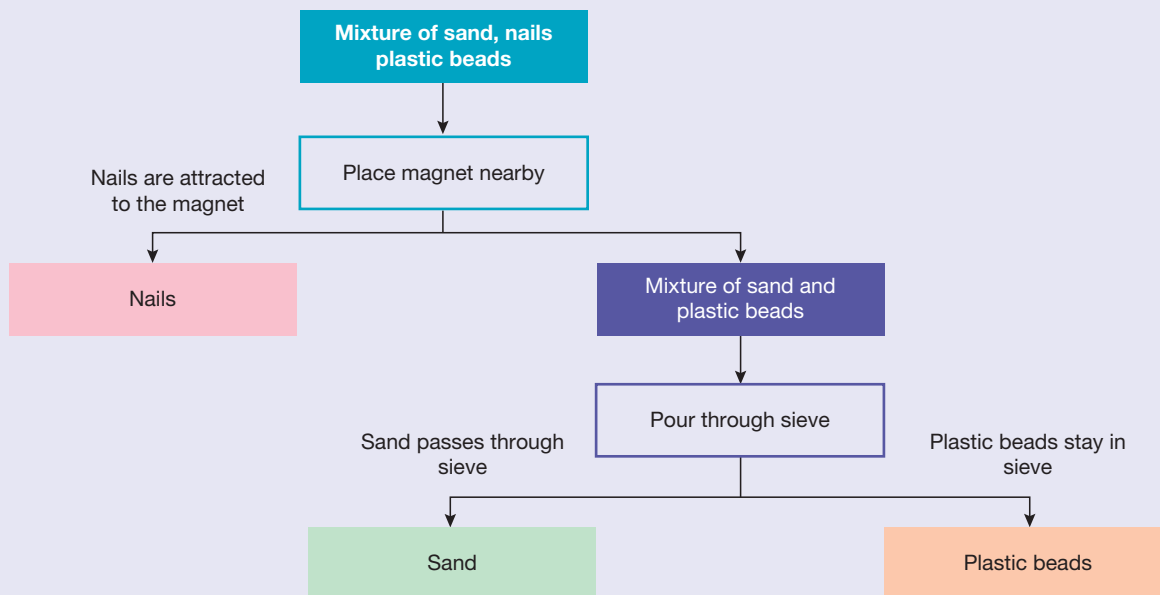 Mixture of sand, nails
plastic beads
Place magnet nearby
Nails are attracted
to the magnet
Nails
Mixture of sand and
plastic beads
Pour through sieve
Sand passes through
sieve
Plastic beads stay in
sieve
Sand
Plastic beads